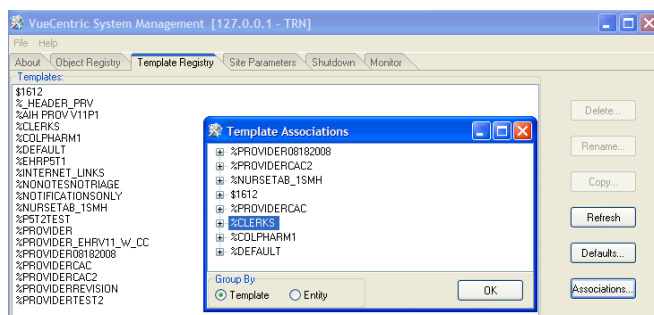 VueCentric System Management [127.0.0.1 - TRN]
File Help
About Object Registry Template Registry Site Parameters Shutdown Monitor
Templates:
$1612
%_HEADER_PRV
%AIH PROV V11P1
%CLERKS
%COLPHARM1
%DEFAULT
%EHRP5T1
%INTERNET_LINKS
%NONOTESNOTRIAGE
%NOTIFICATIONSONLY
%NURSETAB_1SMH
%P5T2TEST
%PROVIDER
%PROVIDER_EHRV11_W_CC
%PROVIDER08182008
%PROVIDERCAC
%PROVIDERCAC2
%PROVIDERREVISION
%PROVIDERTEST2
Template Associations
%PROVIDER08182008
%PROVIDERCAC2
%NURSETAB_1SMH
$1612
%PROVIDERCAC
%CLERKS
%COLPHARM1
%DEFAULT
Group By
Template Entity
OK
Delete...
Rename...
Copy...
Refresh
Defaults...
Associations...